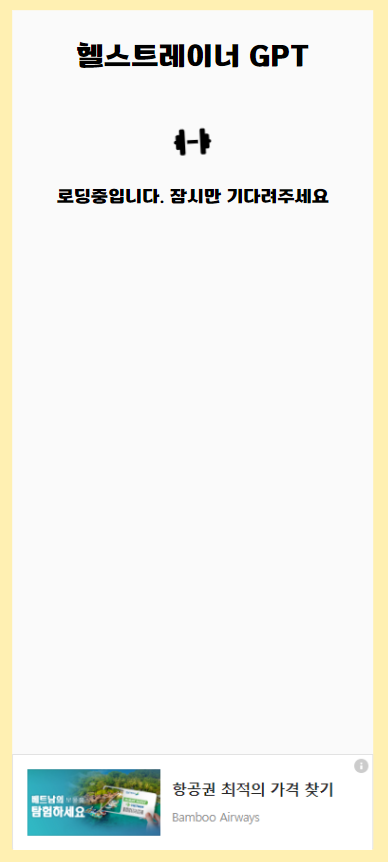 헬스트레이너 GPT
로딩중입니다. 잠시만 기다려주세요
베트남의
탐험하세요
항공권 최적의 가격 찾기
Bamboo Airways